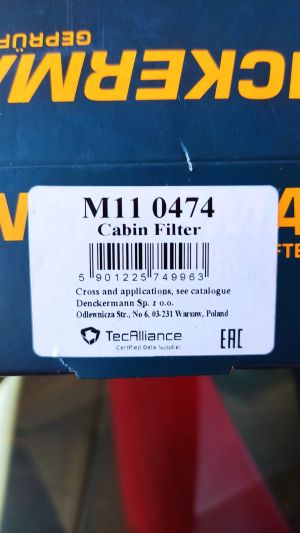 CKERMA
GEPRÜF
M11 0474
Cabin Filter
5 901225 749963
Cross and applications, see catalogue
Denckermann Sp. z o.o.
Odlewnicza Str., No 6, 03-231 Warsaw, Poland
TecAlliance
Certified Data Supplier
EAC